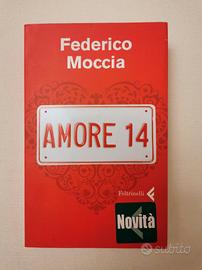 Federico
Moccia
AMORE 14
Feltrinelli
Novità
subito